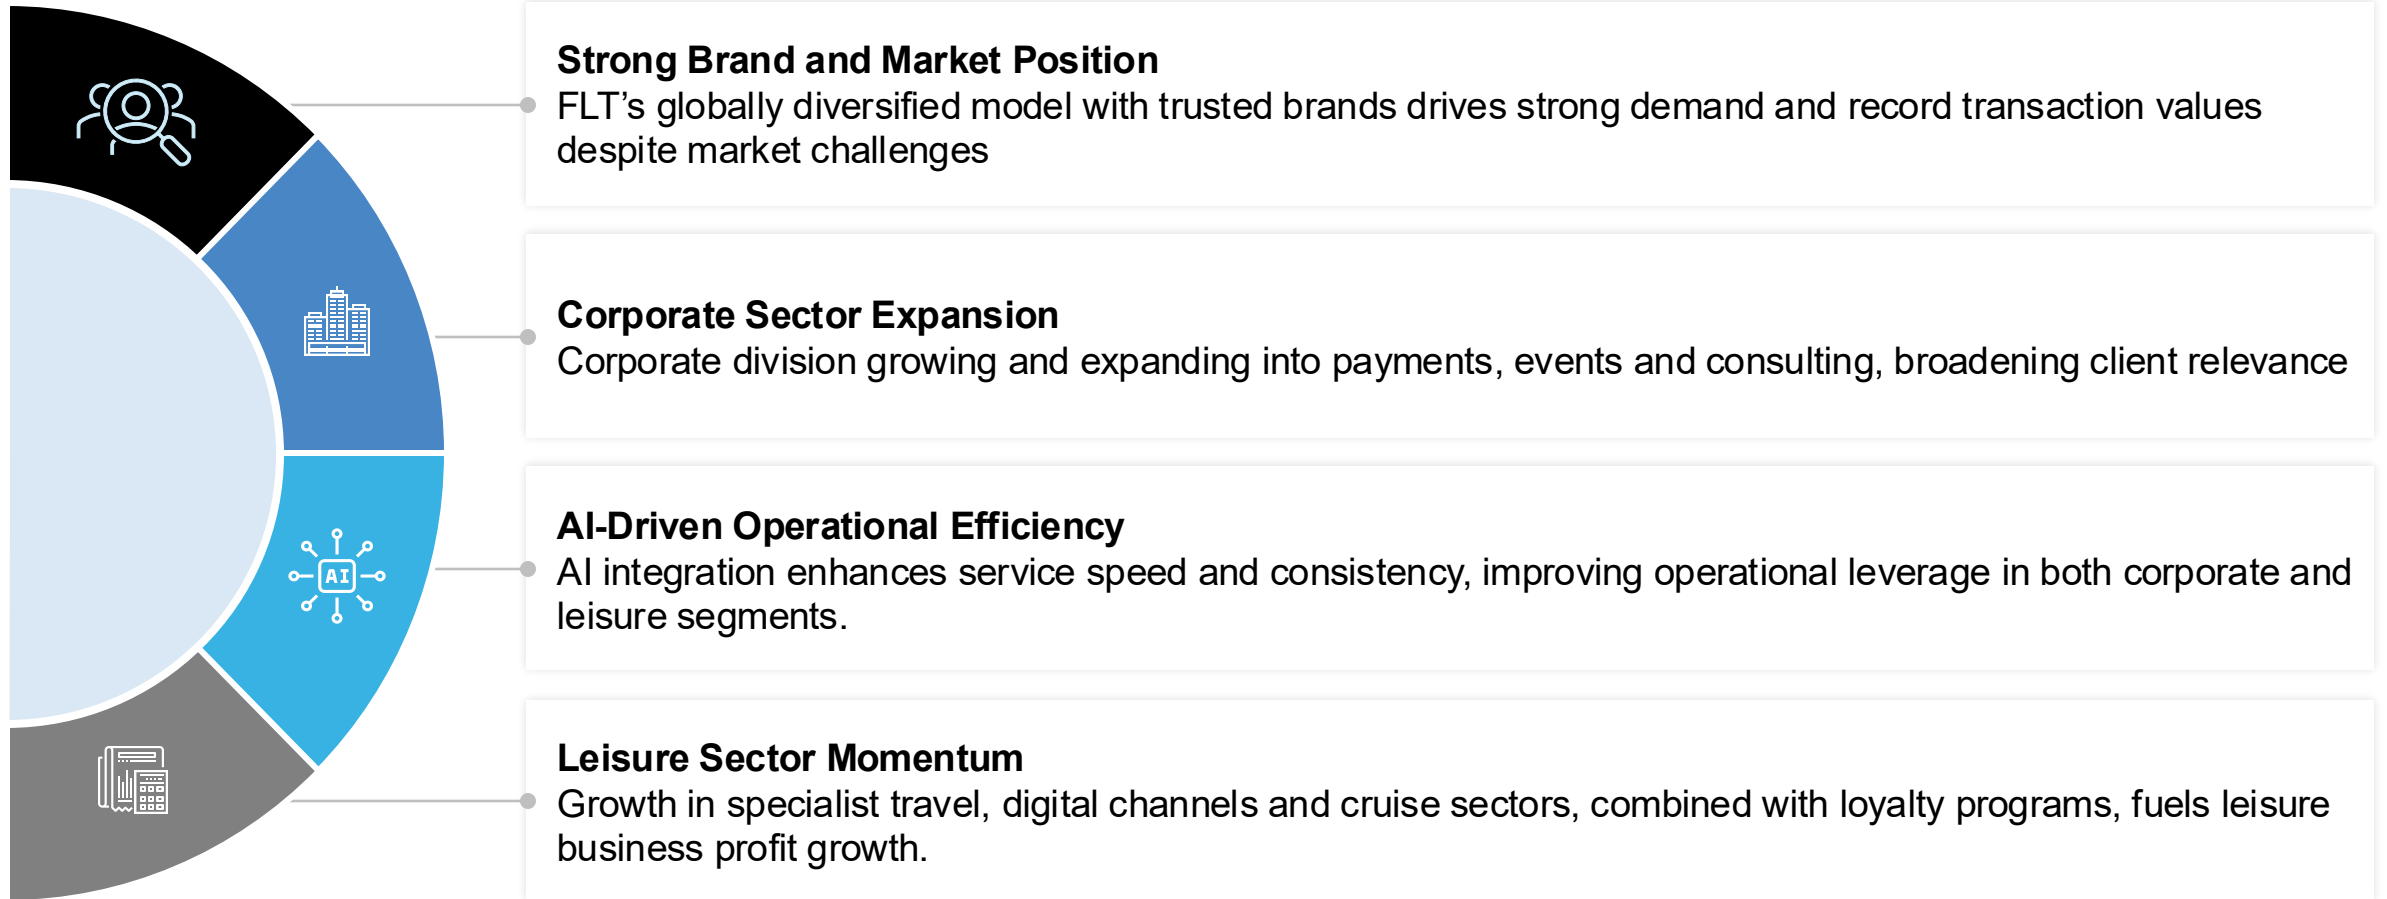 Strong Brand and Market Position
FLT’s globally diversified model with trusted brands drives strong demand and record transaction values
despite market challenges
Corporate Sector Expansion
Corporate division growing and expanding into payments, events and consulting, broadening client relevance
AI
AI-Driven Operational Efficiency
AI integration enhances service speed and consistency, improving operational leverage in both corporate and
leisure segments.
Leisure Sector Momentum
Growth in specialist travel, digital channels and cruise sectors, combined with loyalty programs, fuels leisure
business profit growth.